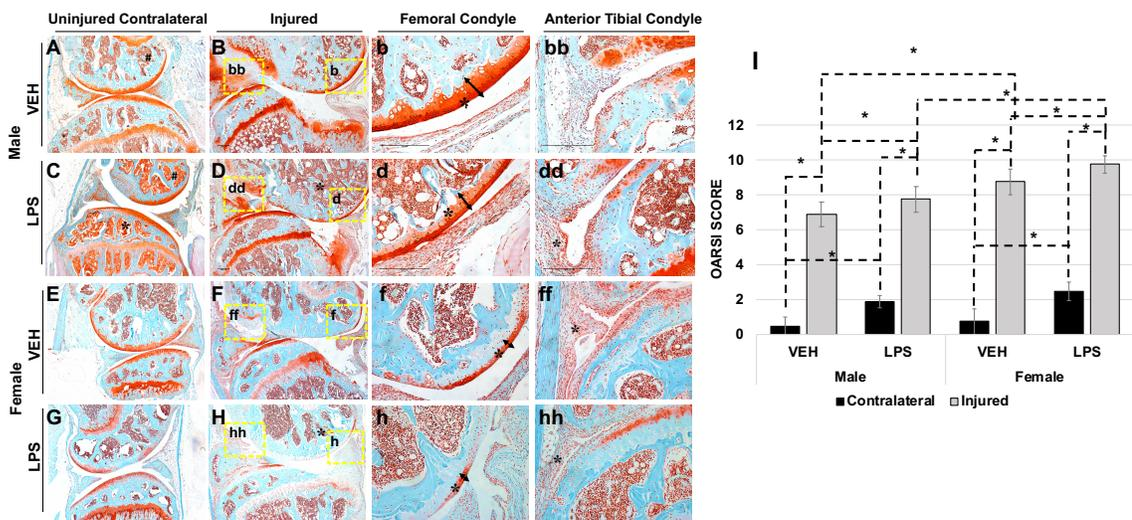 Uninjured Contralateral Injured Femoral Condyle Anterior Tibial Condyle
Male
VEH
A # B bb b b bb
LPS
C # * D dd * d d * dd *
Female
VEH
E F ff f f * ff *
LPS
G H hh * h h * hh *
I
OARSI SCORE
12
10
8
6
4
2
0
* * * * * * * * * *
VEH LPS VEH LPS
Male Female
Contralateral Injured